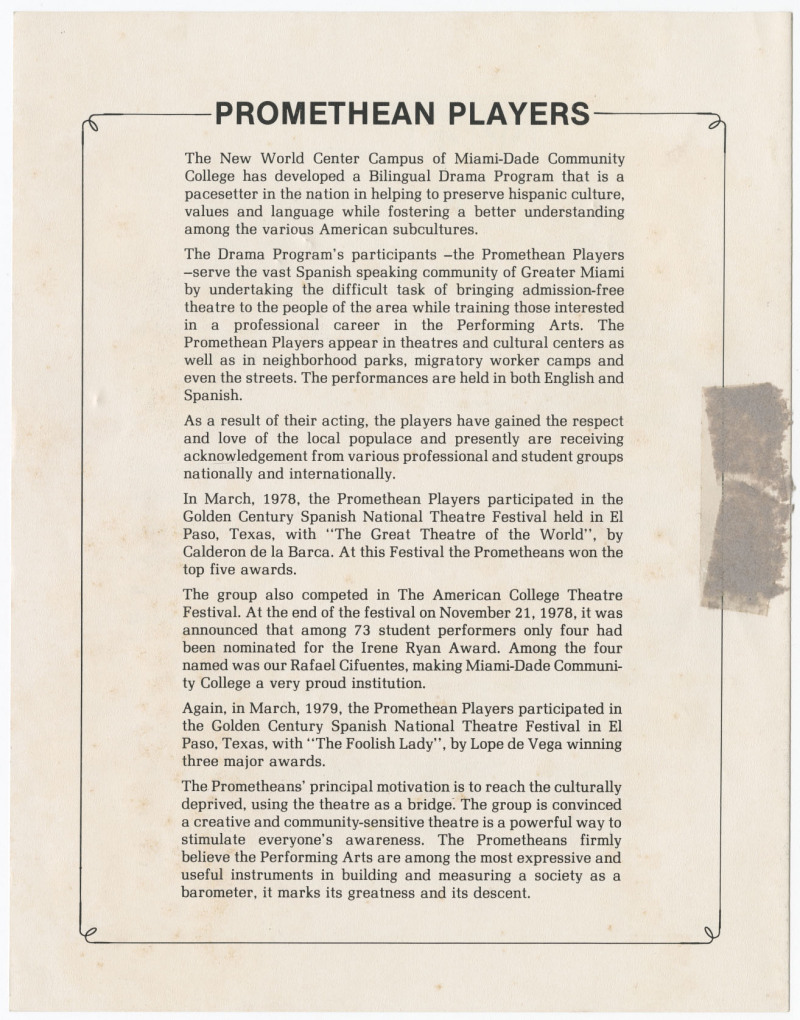 PROMETHEAN PLAYERS
The New World Center Campus of Miami-Dade Community
College has developed a Bilingual Drama Program that is a
pacesetter in the nation in helping to preserve hispanic culture,
values and language while fostering a better understanding
among the various American subcultures.
The Drama Program's participants –the Promethean Players
–serve the vast Spanish speaking community of Greater Miami
by undertaking the difficult task of bringing admission-free
theatre to the people of the area while training those interested
in a professional career in the Performing Arts. The
Promethean Players appear in theatres and cultural centers as
well as in neighborhood parks, migratory worker camps and
even the streets. The performances are held in both English and
Spanish.
As a result of their acting, the players have gained the respect
and love of the local populace and presently are receiving
acknowledgement from various professional and student groups
nationally and internationally.
In March, 1978, the Promethean Players participated in the
Golden Century Spanish National Theatre Festival held in El
Paso, Texas, with "The Great Theatre of the World", by
Calderon de la Barca. At this Festival the Prometheans won the
top five awards.
The group also competed in The American College Theatre
Festival. At the end of the festival on November 21, 1978, it was
announced that among 73 student performers only four had
been nominated for the Irene Ryan Award. Among the four
named was our Rafael Cifuentes, making Miami-Dade Communi-
ty College a very proud institution.
Again, in March, 1979, the Promethean Players participated in
the Golden Century Spanish National Theatre Festival in El
Paso, Texas, with "The Foolish Lady", by Lope de Vega winning
three major awards.
The Prometheans' principal motivation is to reach the culturally
deprived, using the theatre as a bridge. The group is convinced
a creative and community-sensitive theatre is a powerful way to
stimulate everyone's awareness. The Prometheans firmly
believe the Performing Arts are among the most expressive and
useful instruments in building and measuring a society as a
barometer, it marks its greatness and its descent.